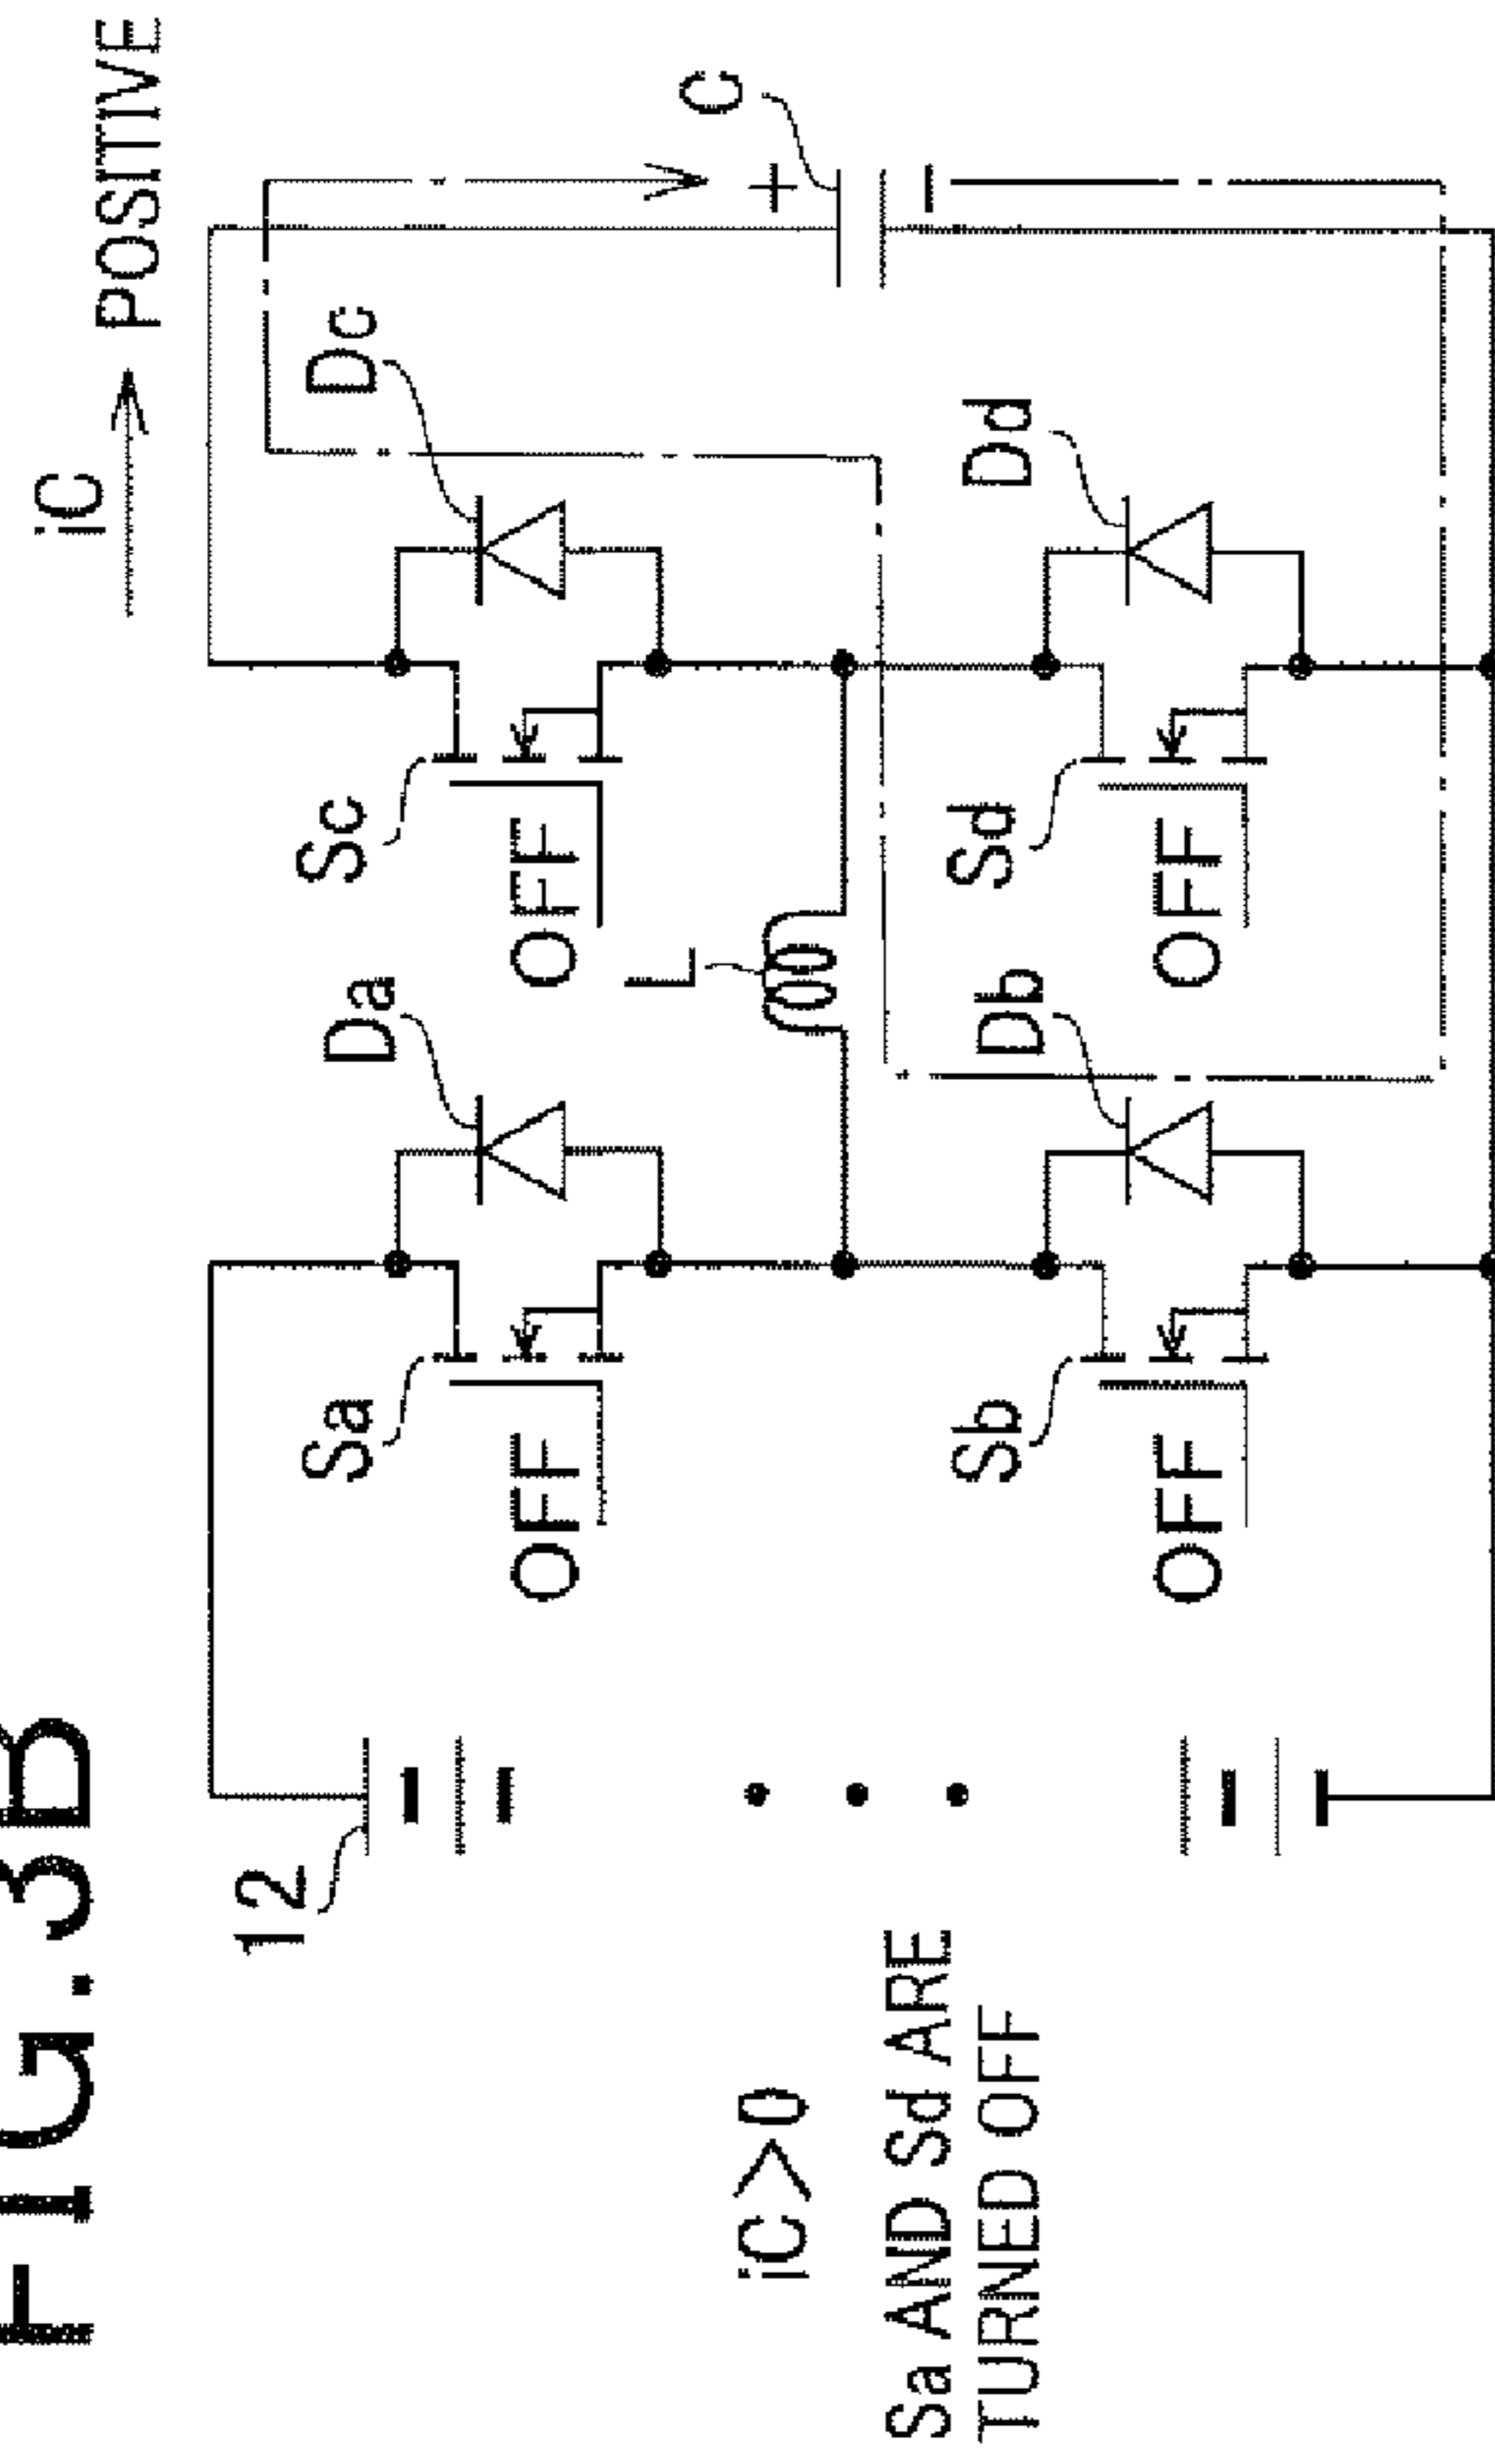 FIG. 3B
iC
POSITIVE
12
Sa
Da
Sc
Dc
OFF
OFF
L
+
C
−
iC>0
Sb
Db
Sd
Dd
OFF
OFF
Sa AND Sd ARE
TURNED OFF